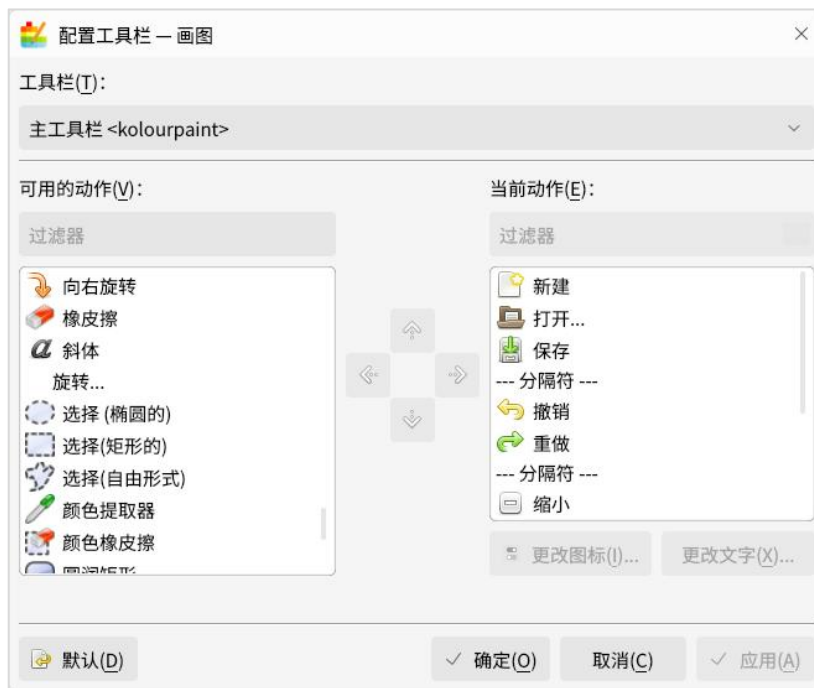 配置工具栏 — 画图
工具栏(T)：
主工具栏 <kolourpaint>
可用的动作(V)：
当前动作(E)：
过滤器
过滤器
向右旋转
橡皮擦
斜体
旋转...
选择 (椭圆的)
选择(矩形的)
选择(自由形式)
颜色提取器
颜色橡皮擦
圆润矩形
新建
打开...
保存
--- 分隔符 ---
撤销
重做
--- 分隔符 ---
缩小
更改图标(I)...
更改文字(X)...
默认(D)
确定(O)
取消(C)
应用(A)